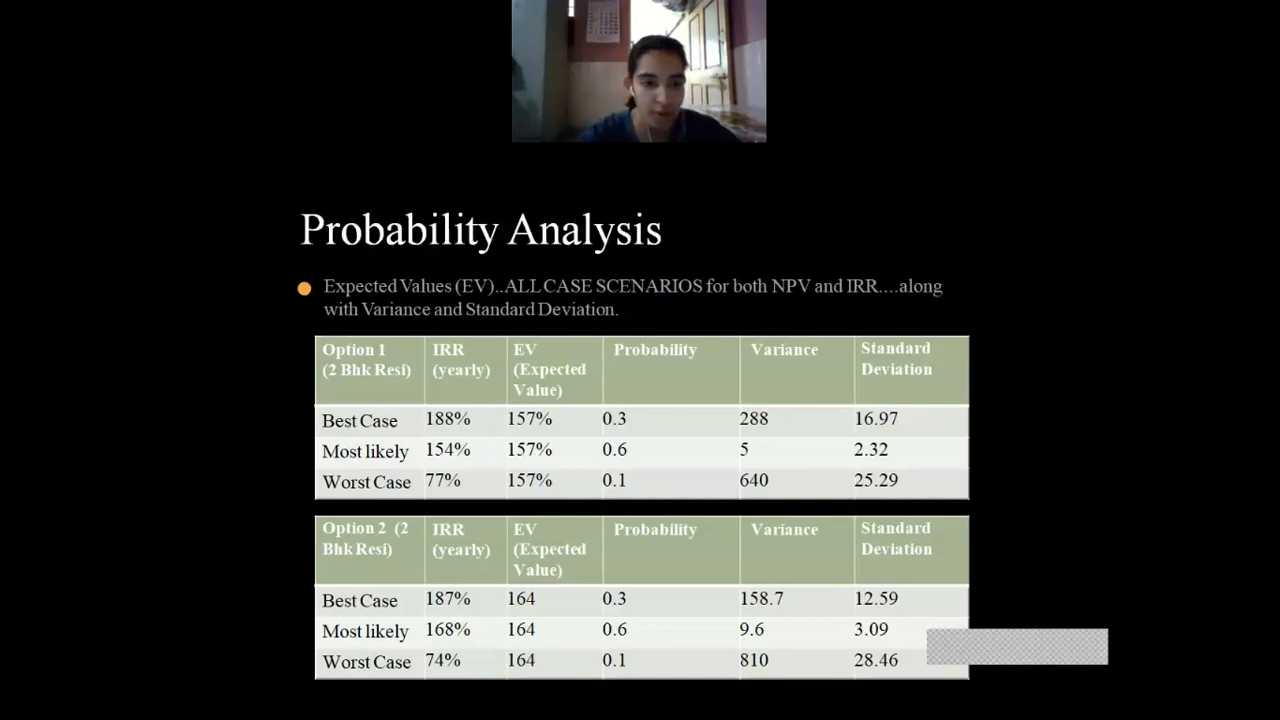 Probability Analysis
Expected Values (EV)..ALL CASE SCENARIOS for both NPV and IRR....along
with Variance and Standard Deviation.
Option 1 (2 Bhk Resi) IRR (yearly) EV (Expected Value) Probability Variance Standard Deviation
Best Case 188% 157% 0.3 288 16.97
Most likely 154% 157% 0.6 5 2.32
Worst Case 77% 157% 0.1 640 25.29
Option 2 (2 Bhk Resi) IRR (yearly) EV (Expected Value) Probability Variance Standard Deviation
Best Case 187% 164 0.3 158.7 12.59
Most likely 168% 164 0.6 9.6 3.09
Worst Case 74% 164 0.1 810 28.46